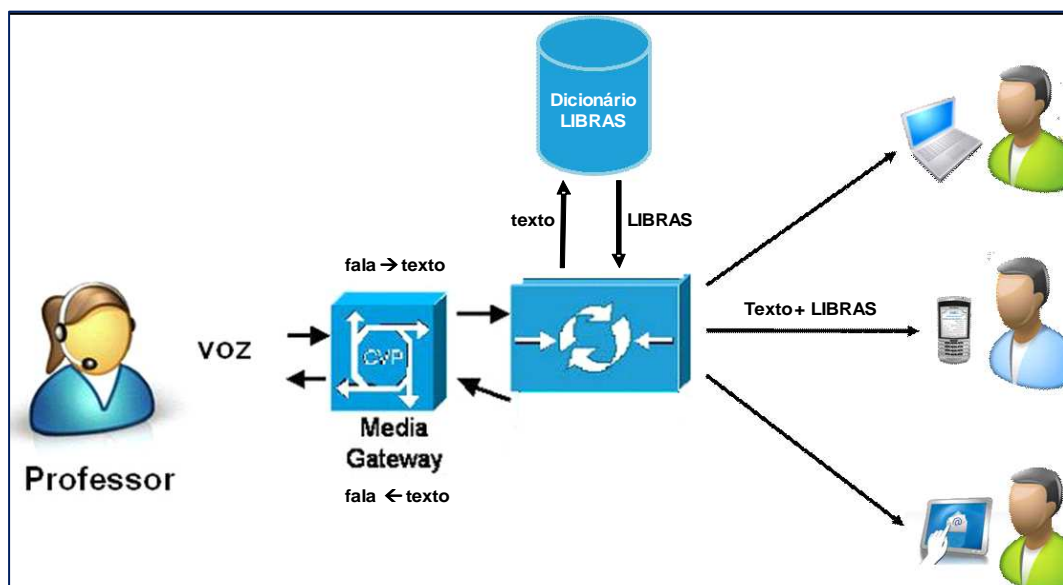 Dicionário
LIBRAS
texto
LIBRAS
fala → texto
voz
CVP
Texto + LIBRAS
Media
Gateway
Professor
fala ← texto
@